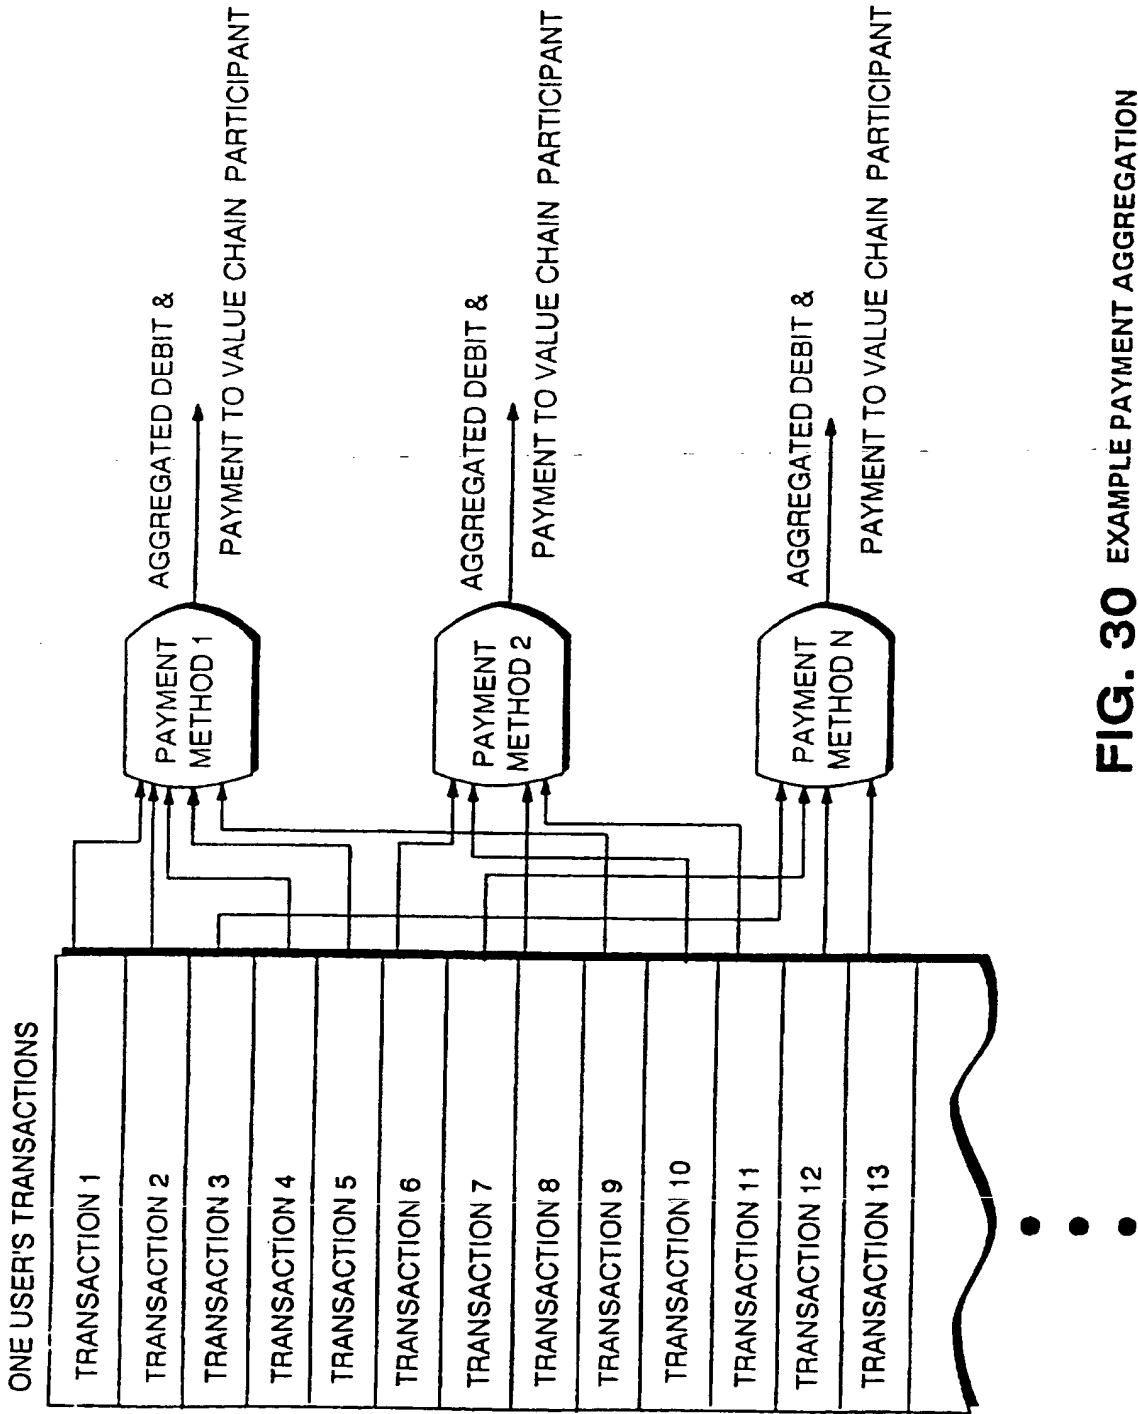 ONE USER'S TRANSACTIONS
TRANSACTION 1
TRANSACTION 2
TRANSACTION 3
TRANSACTION 4
TRANSACTION 5
TRANSACTION 6
TRANSACTION 7
TRANSACTION 8
TRANSACTION 9
TRANSACTION 10
TRANSACTION 11
TRANSACTION 12
TRANSACTION 13
PAYMENT
METHOD 1
AGGREGATED DEBIT &
PAYMENT TO VALUE CHAIN PARTICIPANT
PAYMENT
METHOD 2
AGGREGATED DEBIT &
PAYMENT TO VALUE CHAIN PARTICIPANT
PAYMENT
METHOD N
AGGREGATED DEBIT &
PAYMENT TO VALUE CHAIN PARTICIPANT
FIG. 30 EXAMPLE PAYMENT AGGREGATION